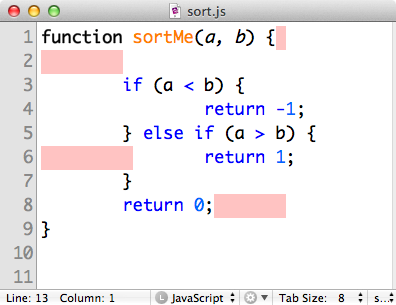 sort.js
1 function sortMe(a, b) {
2
3 if (a < b) {
4 return -1;
5 } else if (a > b) {
6 return 1;
7 }
8 return 0;
9 }
10
11
Line: 13 Column: 1 L JavaScript Tab Size: 8 s...